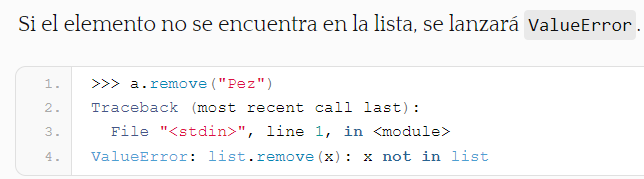 Si el elemento no se encuentra en la lista, se lanzará ValueError.
1. >>> a.remove("Pez")
2. Traceback (most recent call last):
3.   File "<stdin>", line 1, in <module>
4. ValueError: list.remove(x): x not in list